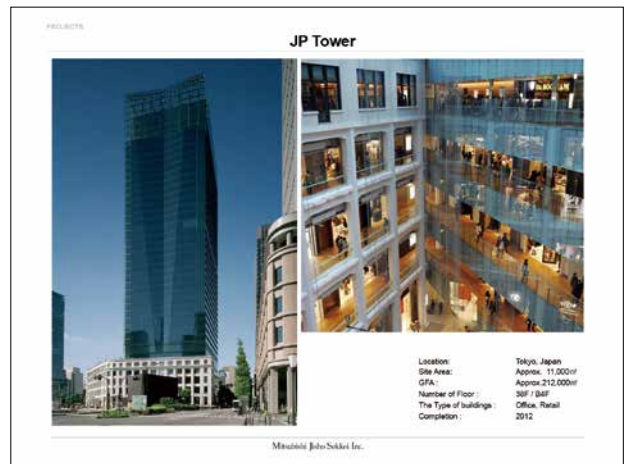 PROJECTS
JP Tower
Location: Tokyo, Japan
Site Area: Approx. 11,000㎡
GFA : Approx.212,000㎡
Number of Floor : 38F / B4F
The Type of buildings : Office, Retail
Completion : 2012
Mitsubishi Jisho Sekkei Inc.